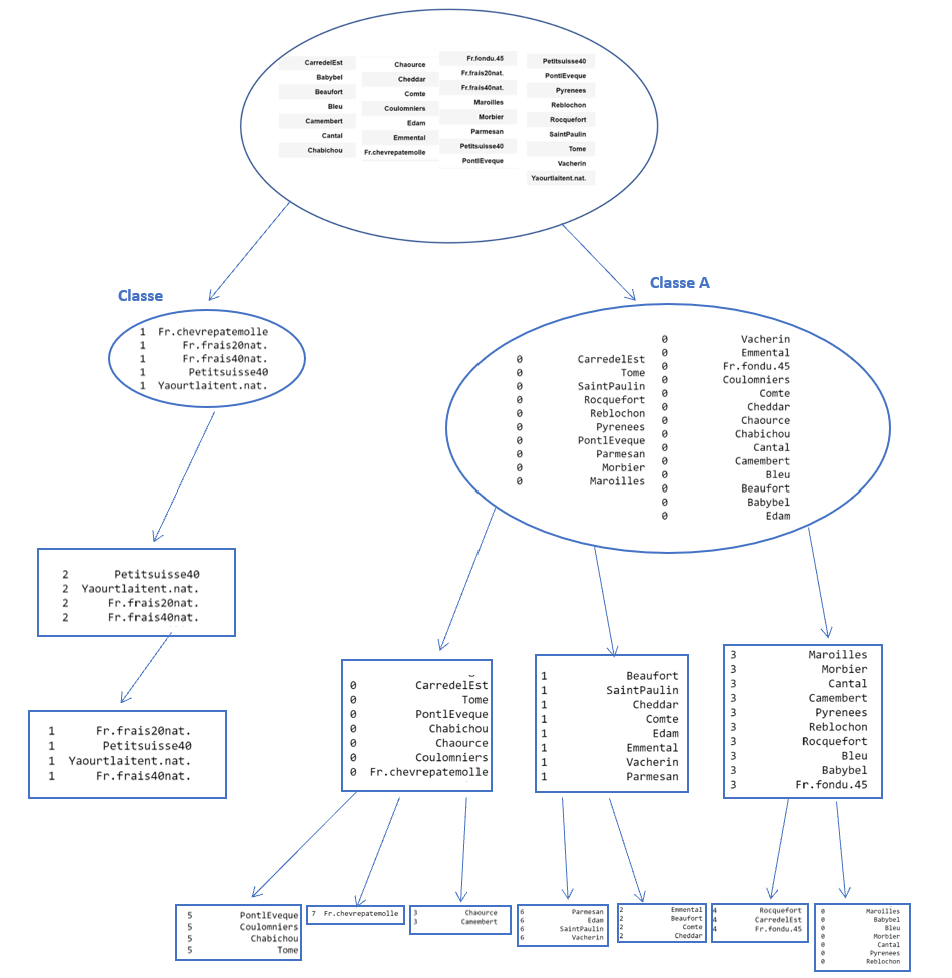 CarredelEst
Babybel
Beaufort
Bleu
Camembert
Cantal
Chabichou
Chaource
Cheddar
Comte
Coulomniers
Edam
Emmental
Fr.chevrepatemolle
Fr.fondu.45
Fr.frais20nat.
Fr.frais40nat.
Maroilles
Morbier
Parmesan
Petitsuisse40
PontlEveque
Petitsuisse40
PontlEveque
Pyrenees
Reblochon
Rocquefort
SaintPaulin
Tome
Vacherin
Yaourtlaitent.nat.
Classe
1 Fr.chevrepatemolle
1 Fr.frais20nat.
1 Fr.frais40nat.
1 Petitsuisse40
1 Yaourtlaitent.nat.
Classe A
0 CarredelEst
0 Tome
0 SaintPaulin
0 Rocquefort
0 Reblochon
0 Pyrenees
0 PontlEveque
0 Parmesan
0 Morbier
0 Maroilles
0 Vacherin
0 Emmental
0 Fr.fondu.45
0 Coulomniers
0 Comte
0 Cheddar
0 Chaource
0 Chabichou
0 Cantal
0 Camembert
0 Bleu
0 Beaufort
0 Babybel
0 Edam
2 Petitsuisse40
2 Yaourtlaitent.nat.
2 Fr.frais20nat.
2 Fr.frais40nat.
1 Fr.frais20nat.
1 Petitsuisse40
1 Yaourtlaitent.nat.
1 Fr.frais40nat.
0 CarredelEst
0 Tome
0 PontlEveque
0 Chabichou
0 Chaource
0 Coulomniers
0 Fr.chevrepatemolle
1 Beaufort
1 SaintPaulin
1 Cheddar
1 Comte
1 Edam
1 Emmental
1 Vacherin
1 Parmesan
3 Maroilles
3 Morbier
3 Cantal
3 Camembert
3 Pyrenees
3 Reblochon
3 Rocquefort
3 Bleu
3 Babybel
3 Fr.fondu.45
5 PontlEveque
5 Coulomniers
5 Chabichou
5 Tome
7 Fr.chevrepatemolle
3 Chaource
3 Camembert
6 Parmesan
6 Edam
6 SaintPaulin
6 Vacherin
2 Emmental
2 Beaufort
2 Comte
2 Cheddar
4 Rocquefort
4 CarredelEst
4 Fr.fondu.45
0 Maroilles
0 Babybel
0 Bleu
0 Morbier
0 Cantal
0 Pyrenees
0 Reblochon